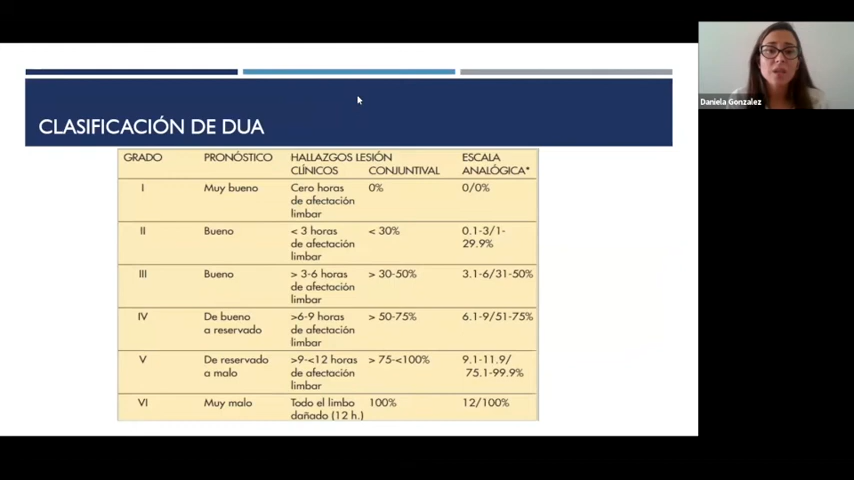 CLASIFICACIÓN DE DUA
GRADO PRONÓSTICO HALLAZGOS LESIÓN ESCALA
CLÍNICOS CONJUNTIVAL ANALÓGICA*
I Muy bueno Cero horas 0% 0/0%
de afectación
limbar
II Bueno < 3 horas < 30% 0.1-3/1-
de afectación 29.9%
limbar
III Bueno > 3-6 horas > 30-50% 3.1-6/31-50%
de afectación
limbar
IV De bueno >6-9 horas > 50-75% 6.1-9/51-75%
a reservado de afectación
limbar
V De reservado >9-<12 horas > 75-<100% 9.1-11.9/
a malo de afectación 75.1-99.9%
limbar
VI Muy malo Todo el limbo 100% 12/100%
dañado (12 h.)
Daniela Gonzalez